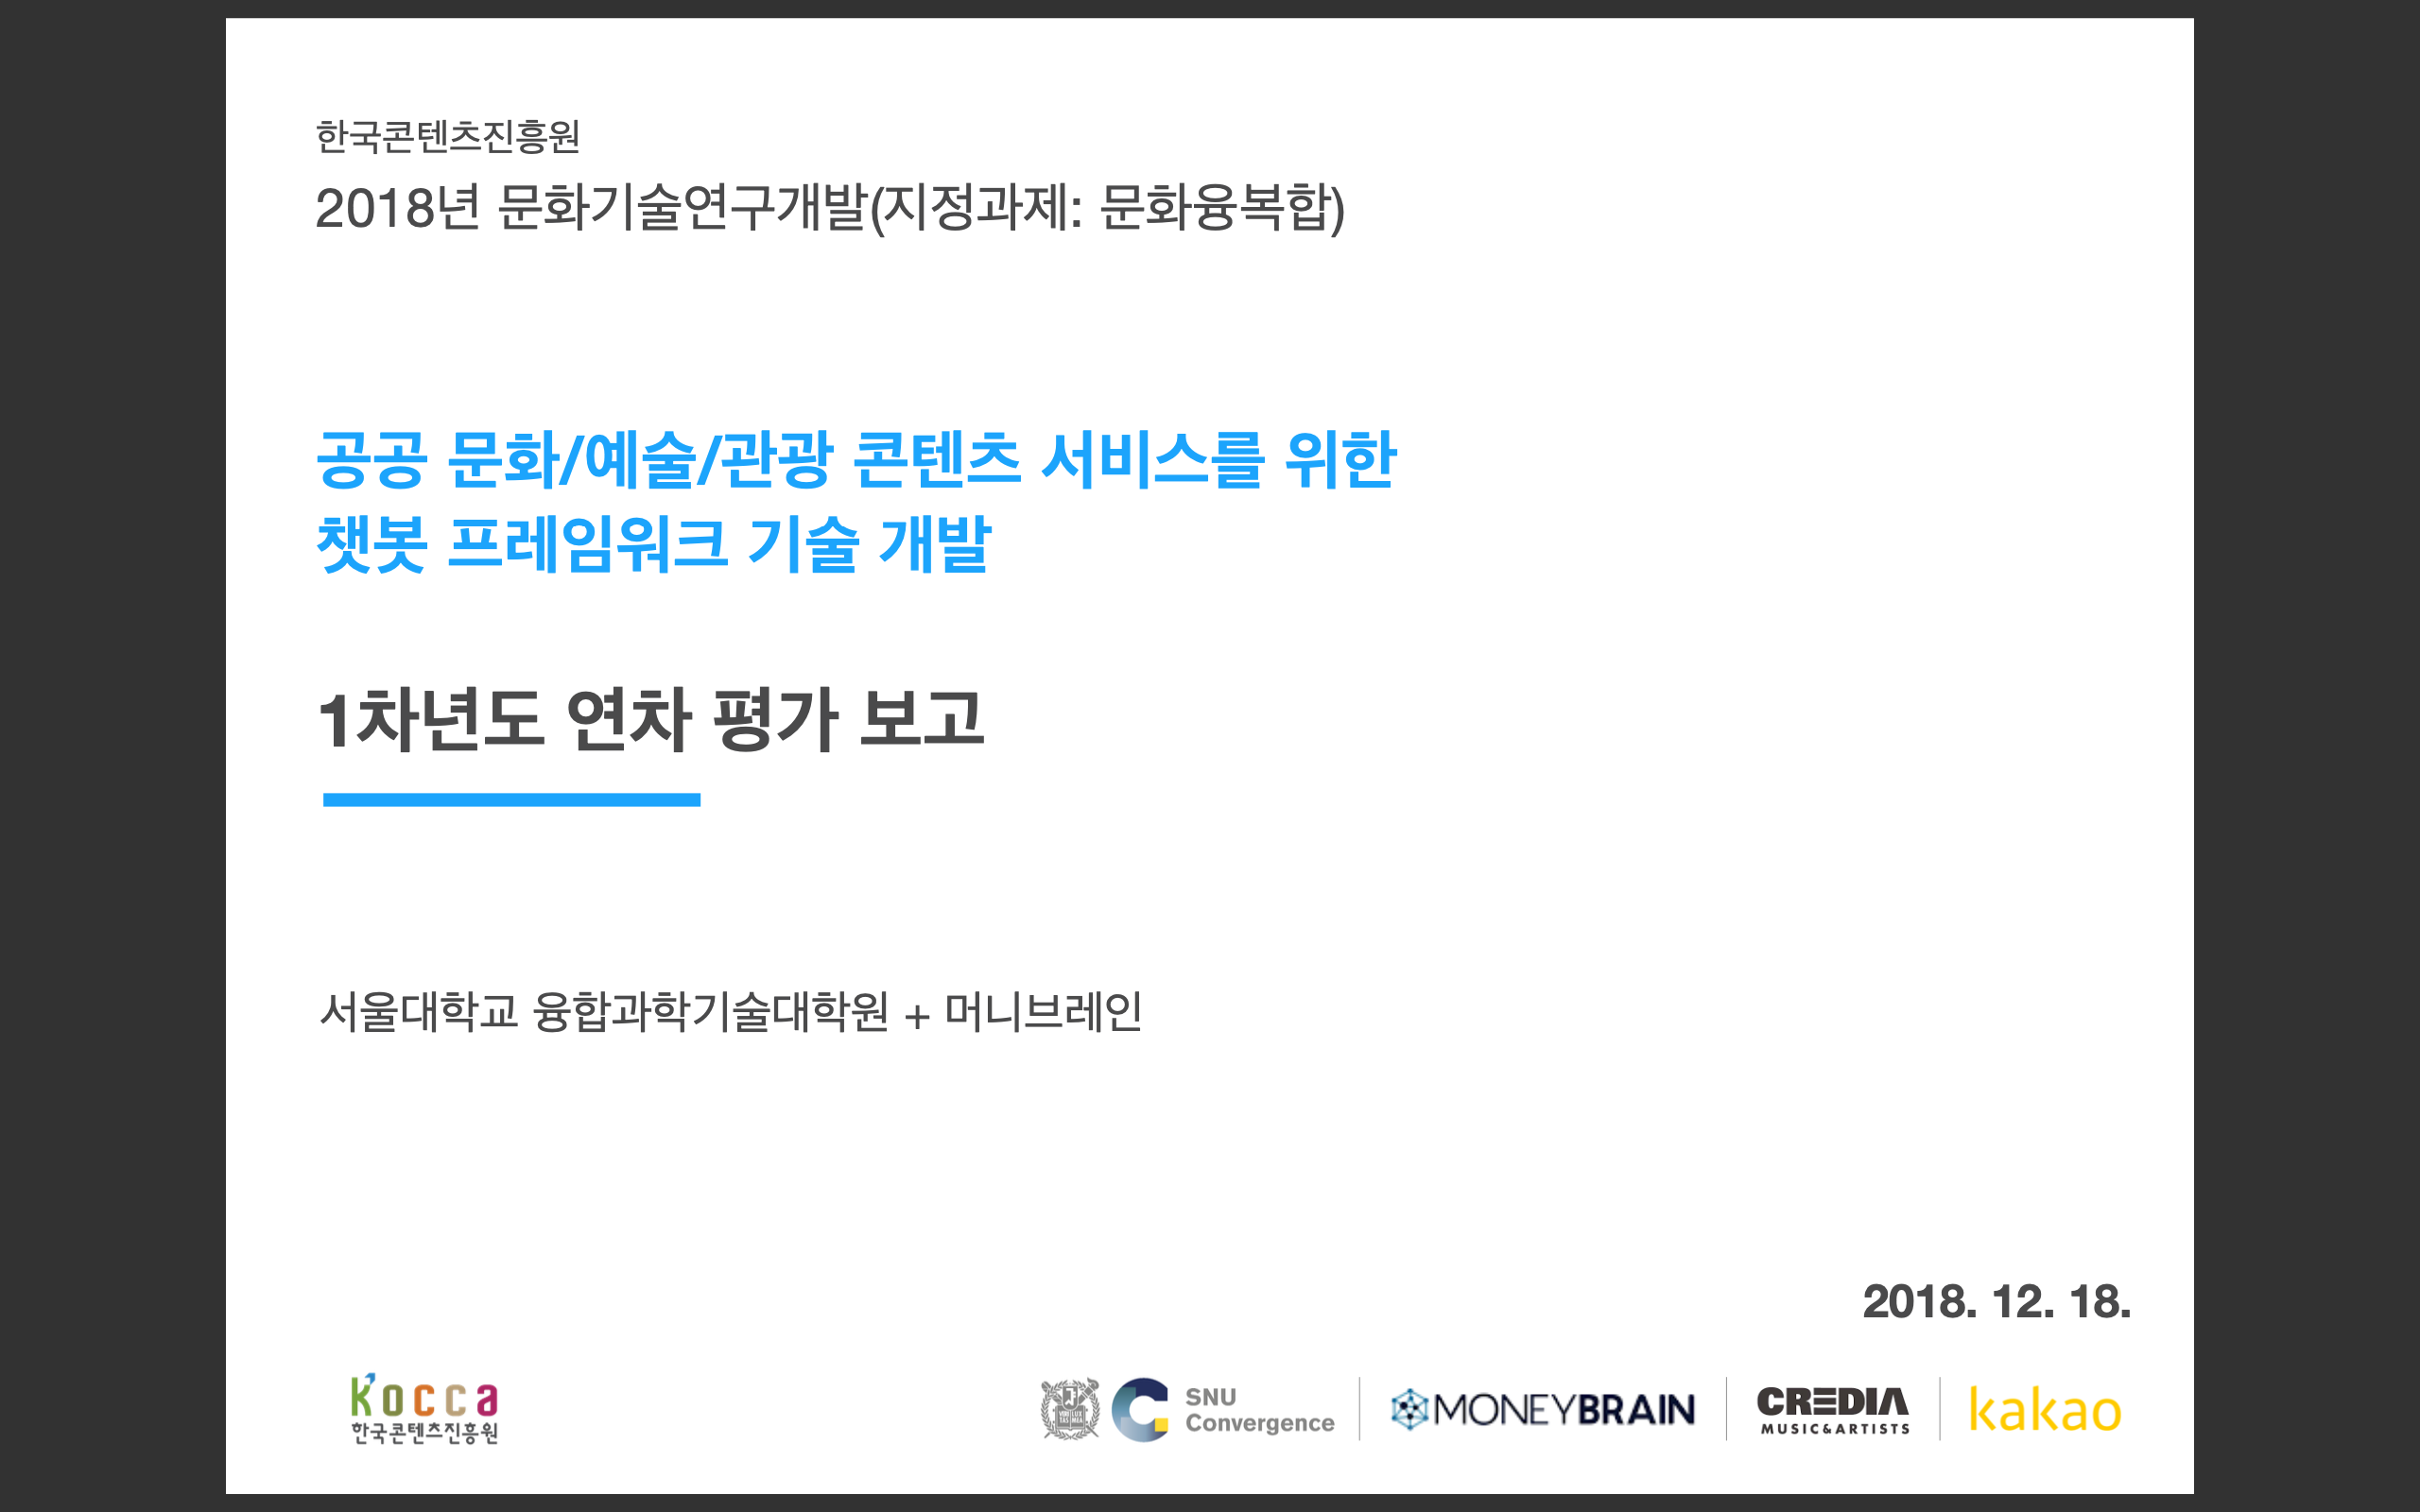 한국콘텐츠진흥원
2018년 문화기술연구개발(지정과제: 문화융복합)
공공 문화/예술/관광 콘텐츠 서비스를 위한
챗봇 프레임워크 기술 개발
1차년도 연차 평가 보고
서울대학교 융합과학기술대학원 + 머니브레인
2018. 12. 18.
kocca
한국콘텐츠진흥원
SNU
Convergence
MONEYBRAIN
CREDIA
MUSIC&ARTISTS
kakao